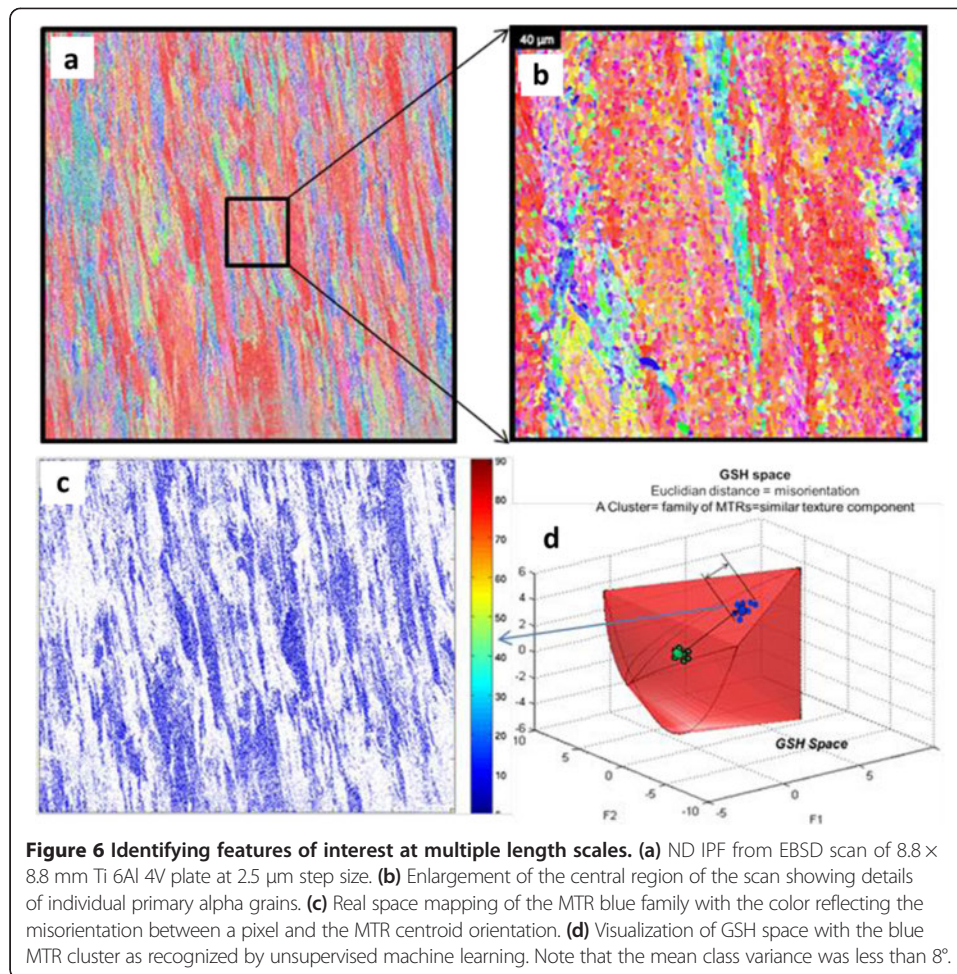 a
40 µm
b
c
90
80
70
60
50
40
30
20
10
GSH space
Euclidian distance = misorientation
A Cluster= family of MTRs=similar texture component
d
6
4
2
0
-2
-4
-6
10
5
0
-5
-10
F2
-5
0
5
F1
GSH Space
Figure 6 Identifying features of interest at multiple length scales. (a) ND IPF from EBSD scan of 8.8 ×
8.8 mm Ti 6Al 4V plate at 2.5 µm step size. (b) Enlargement of the central region of the scan showing details
of individual primary alpha grains. (c) Real space mapping of the MTR blue family with the color reflecting the
misorientation between a pixel and the MTR centroid orientation. (d) Visualization of GSH space with the blue
MTR cluster as recognized by unsupervised machine learning. Note that the mean class variance was less than 8°.